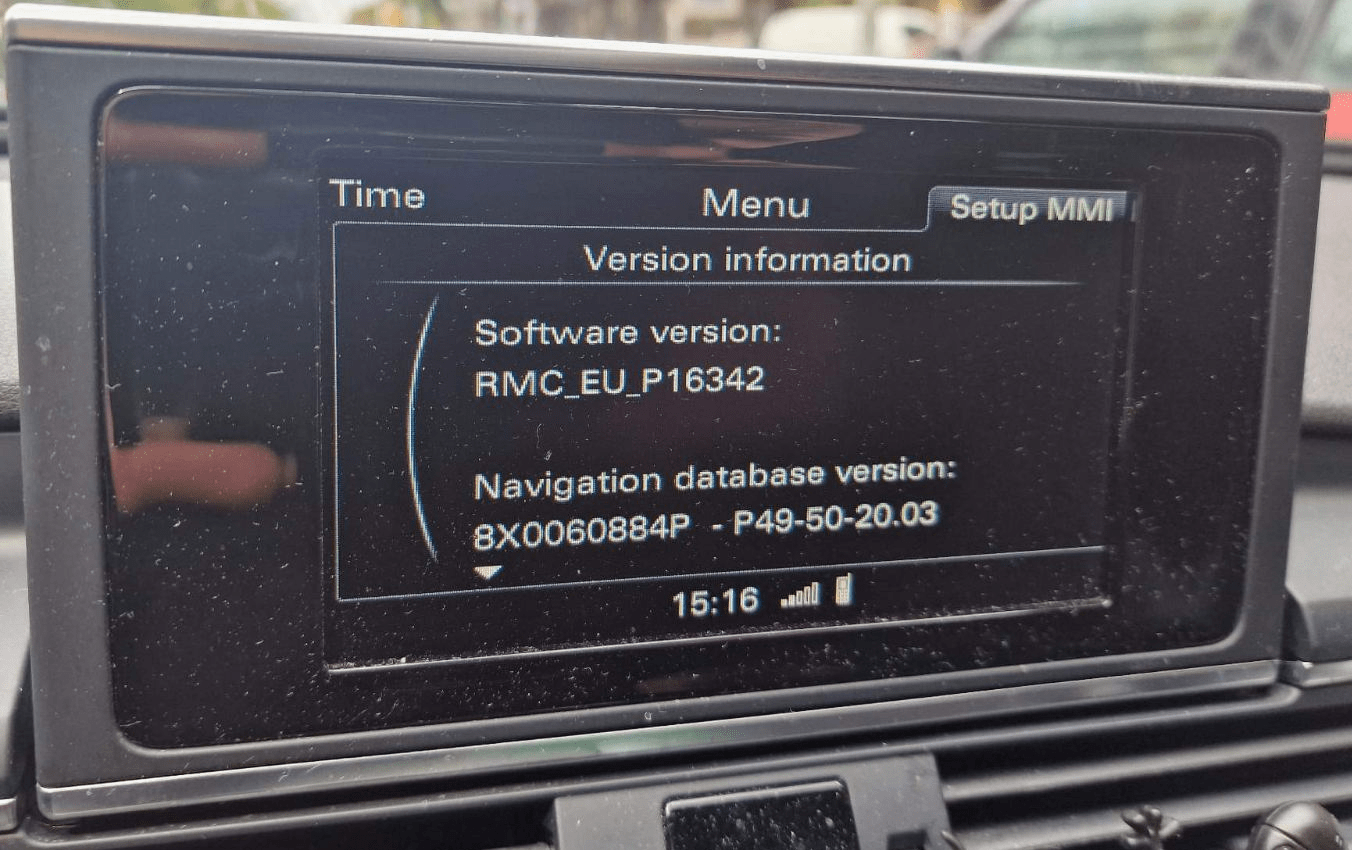 Time Menu Setup MMI
Version information
Software version:
RMC_EU_P16342
Navigation database version:
8X0060884P - P49-50-20.03
15:16